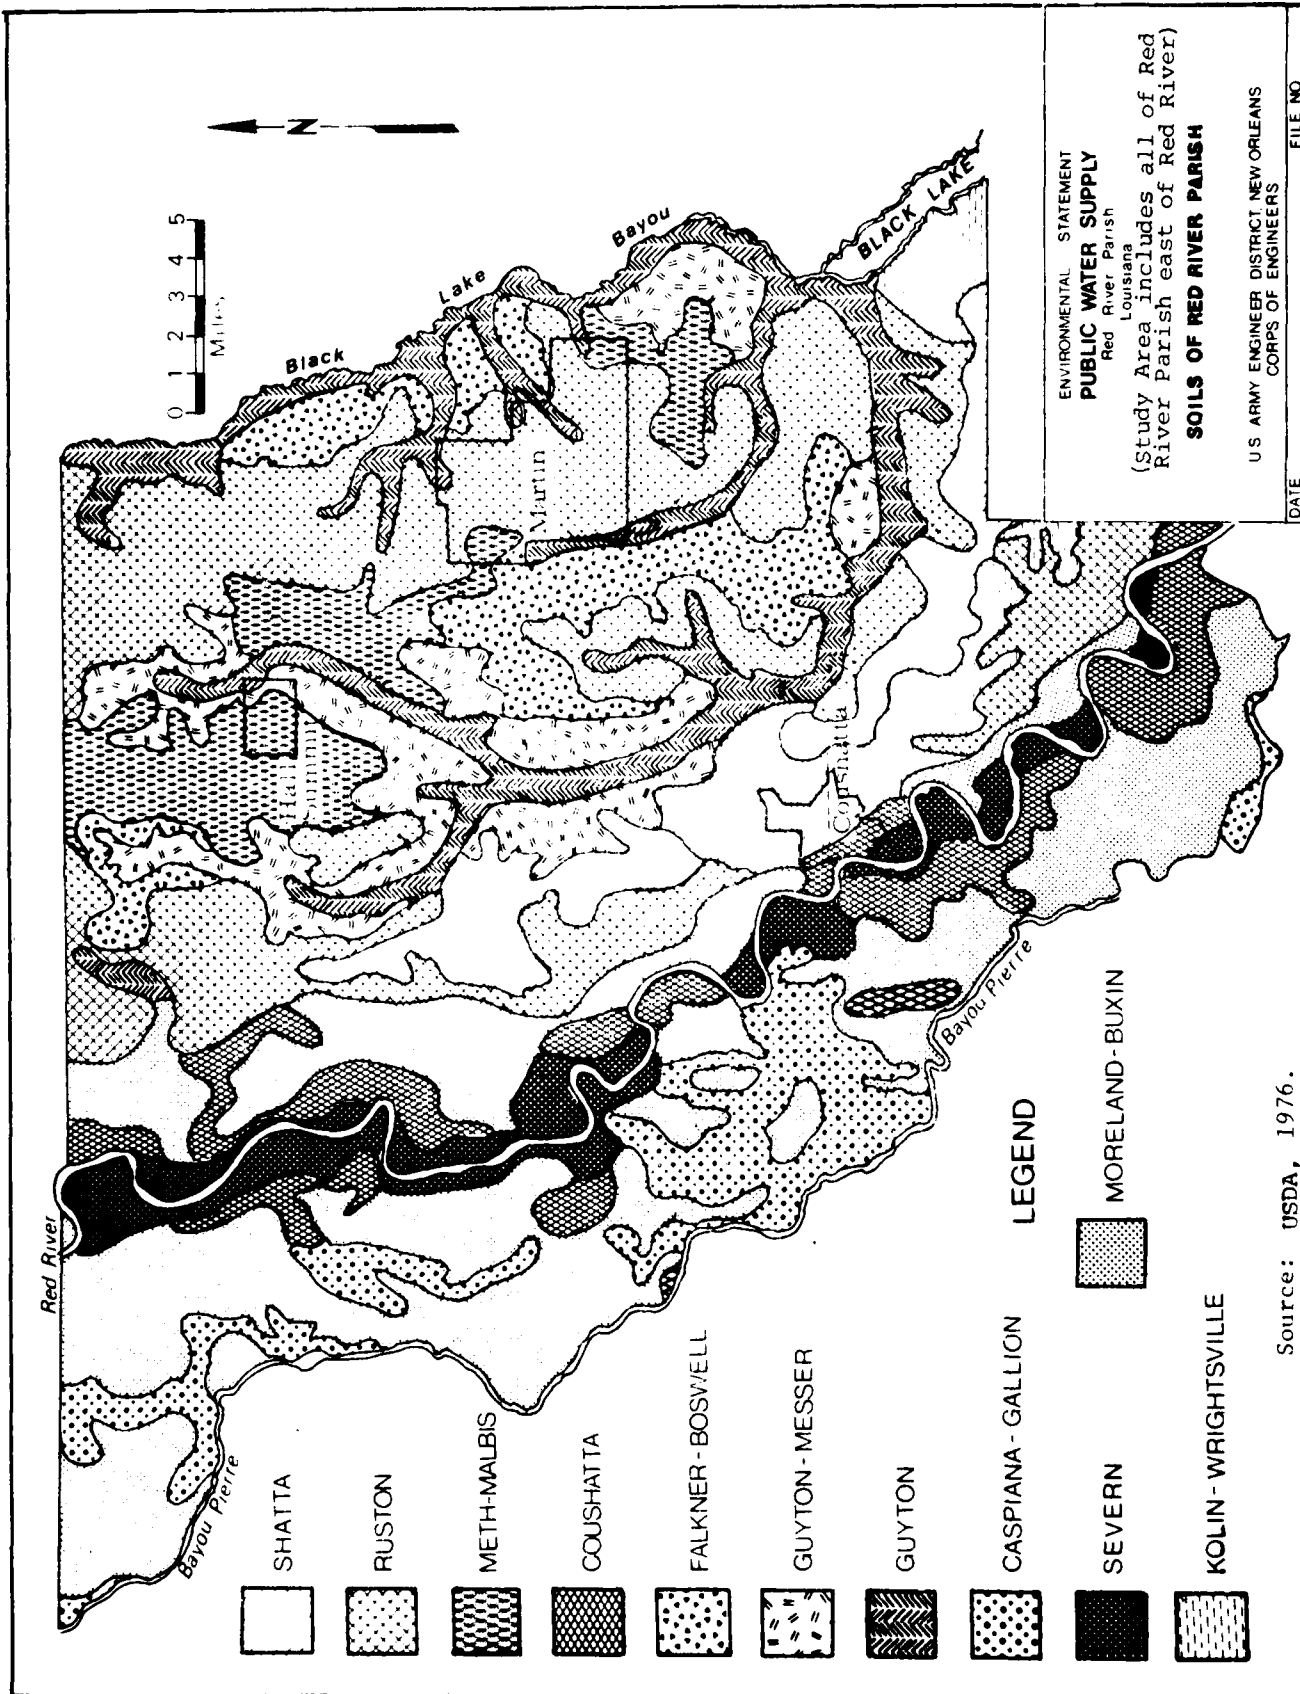 Red River
Black
Lake
Bayou
BLACK LAKE
N
0 1 2 3 4 5
Miles
Martin
Hall
Summit
Coushatta
Bayou Pierre
Bayou Pierre
LEGEND
SHATTA
RUSTON
METH-MALBIS
COUSHATTA
FALKNER-BOSWELL
GUYTON-MESSER
GUYTON
CASPIANA-GALLION
SEVERN
KOLIN-WRIGHTSVILLE
MORELAND-BUXIN
Source: USDA, 1976.
ENVIRONMENTAL STATEMENT
PUBLIC WATER SUPPLY
Red River Parish
Louisiana
(Study Area includes all of Red
River Parish east of Red River)
SOILS OF RED RIVER PARISH
US ARMY ENGINEER DISTRICT, NEW ORLEANS
CORPS OF ENGINEERS
DATE
FILE NO